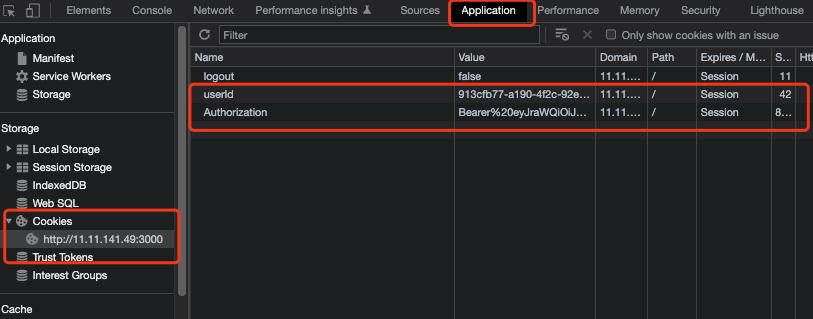 Elements Console Network Performance insights Sources Application Performance Memory Security Lighthouse
Application
Manifest
Service Workers
Storage
Storage
Local Storage
Session Storage
IndexedDB
Web SQL
Cookies
http://11.11.141.49:3000
Trust Tokens
Interest Groups
Cache
Filter Only show cookies with an issue
Name Value Domain Path Expires / M... S... Htt
logout false 11.11.... / Session 11
userId 913cfb77-a190-4f2c-92e... 11.11.... / Session 42
Authorization Bearer%20eyJraWQiOiJ... 11.11.... / Session 8...